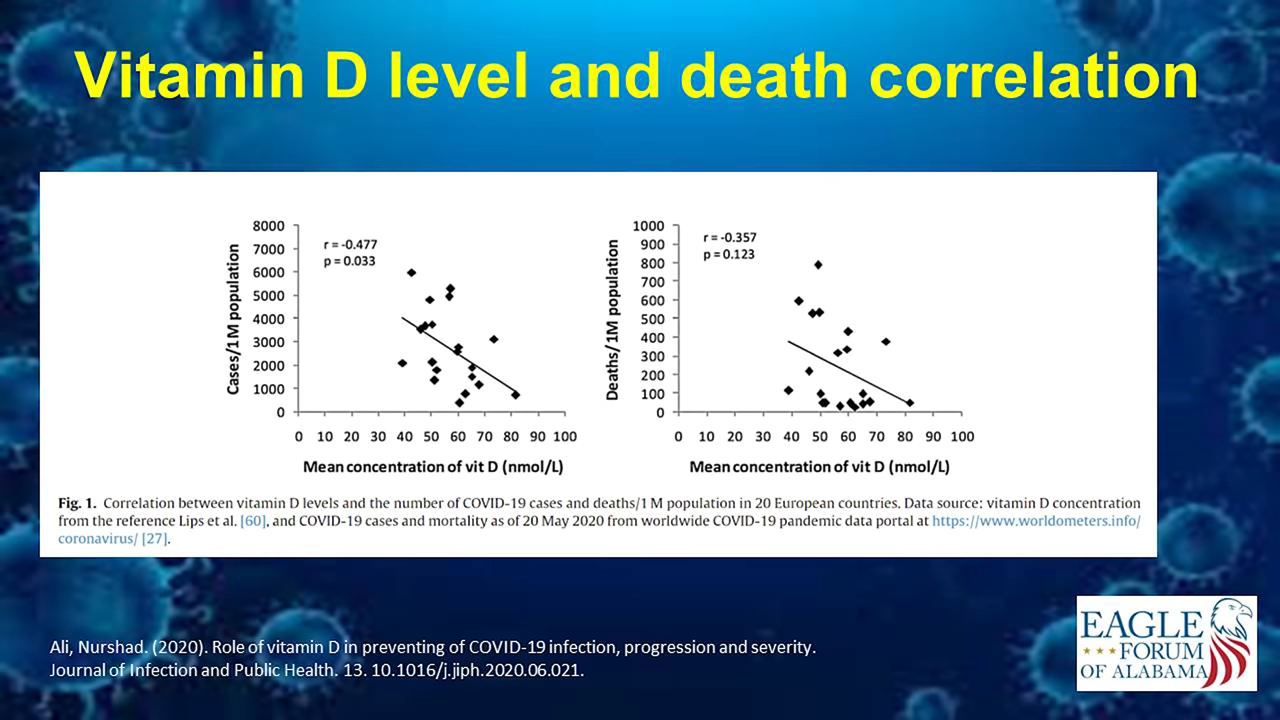 Vitamin D level and death correlation
8000
7000
6000
5000
4000
3000
2000
1000
0
Cases/1M population
r = -0.477
p = 0.033
0 10 20 30 40 50 60 70 80 90 100
Mean concentration of vit D (nmol/L)
1000
900
800
700
600
500
400
300
200
100
0
Deaths/1M population
r = -0.357
p = 0.123
0 10 20 30 40 50 60 70 80 90 100
Mean concentration of vit D (nmol/L)
Fig. 1. Correlation between vitamin D levels and the number of COVID-19 cases and deaths/1 M population in 20 European countries. Data source: vitamin D concentration
from the reference Lips et al. [60], and COVID-19 cases and mortality as of 20 May 2020 from worldwide COVID-19 pandemic data portal at https://www.worldometers.info/
coronavirus/ [27].
Ali, Nurshad. (2020). Role of vitamin D in preventing of COVID-19 infection, progression and severity.
Journal of Infection and Public Health. 13. 10.1016/j.jiph.2020.06.021.
EAGLE
FORUM
OF ALABAMA